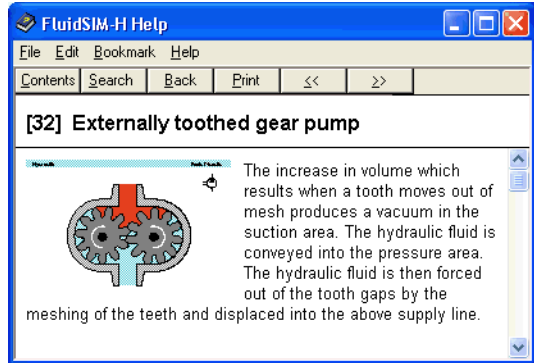 FluidSIM-H Help
File Edit Bookmark Help
Contents Search Back Print << >>
[32] Externally toothed gear pump
The increase in volume which
results when a tooth moves out of
mesh produces a vacuum in the
suction area. The hydraulic fluid is
conveyed into the pressure area.
The hydraulic fluid is then forced
out of the tooth gaps by the
meshing of the teeth and displaced into the above supply line.